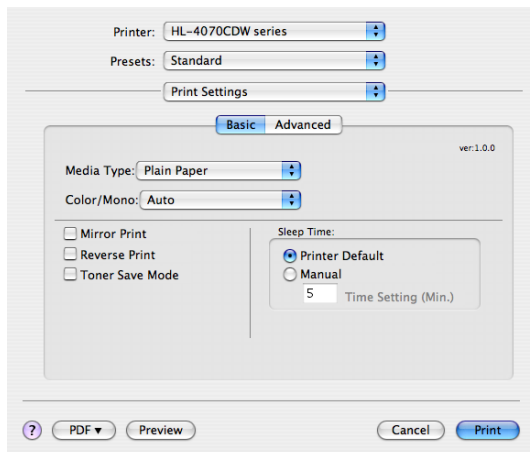 Printer: HL-4070CDW series
Presets: Standard
Print Settings
Basic Advanced
ver:1.0.0
Media Type: Plain Paper
Color/Mono: Auto
Mirror Print
Reverse Print
Toner Save Mode
Sleep Time:
Printer Default
Manual
5 Time Setting (Min.)
? PDF ▼ Preview Cancel Print